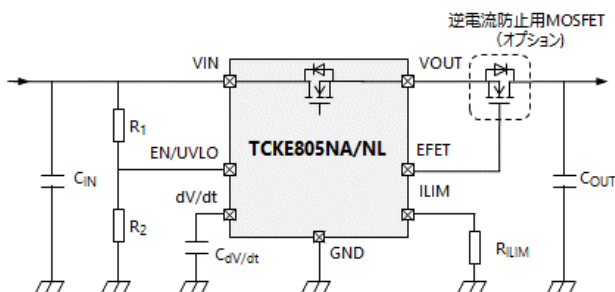 逆電流防止用MOSFET
(オプション)
VIN
VOUT
R1
EN/UVLO
TCKE805NA/NL
EFET
CIN
dV/dt
ILIM
COUT
R2
CdV/dt
GND
RILIM